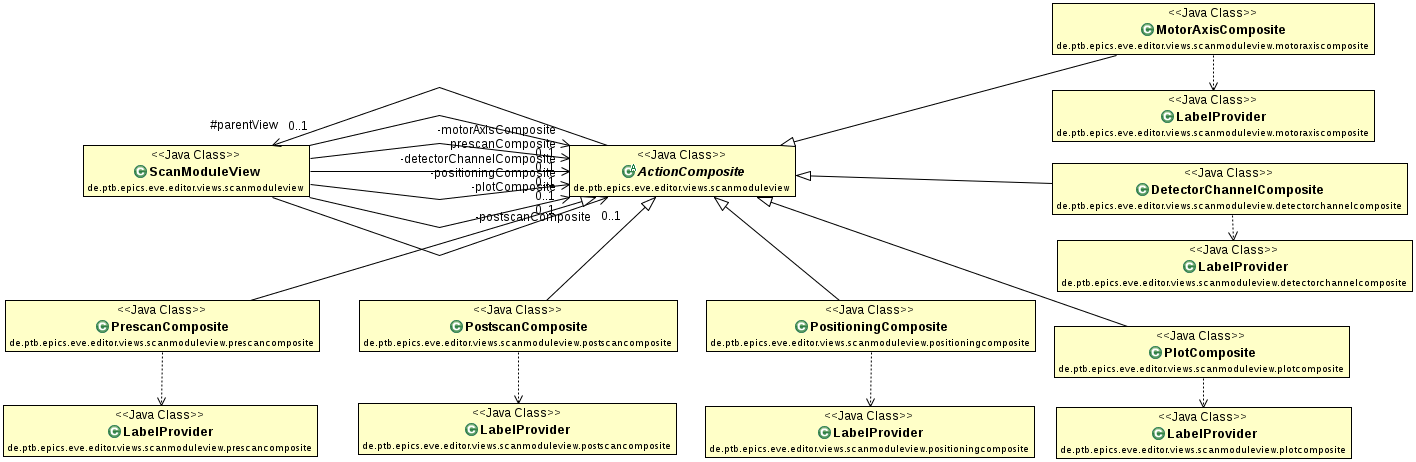 <<Java Class>>
MotorAxisComposite
de.ptb.epics.eve.editor.views.scanmoduleview.motoraxiscomposite
<<Java Class>>
LabelProvider
de.ptb.epics.eve.editor.views.scanmoduleview.motoraxiscomposite
#parentView 0..1
-motorAxisComposite
prescanComposite
0..1
-detectorChannelComposite
0..1
-positioningComposite
0..1
-plotComposite
0..1
0..1
-postscanComposite 0..1
<<Java Class>>
ScanModuleView
de.ptb.epics.eve.editor.views.scanmoduleview
<<Java Class>>
ActionComposite
de.ptb.epics.eve.editor.views.scanmoduleview
<<Java Class>>
DetectorChannelComposite
de.ptb.epics.eve.editor.views.scanmoduleview.detectorchannelcomposite
<<Java Class>>
LabelProvider
de.ptb.epics.eve.editor.views.scanmoduleview.detectorchannelcomposite
<<Java Class>>
PrescanComposite
de.ptb.epics.eve.editor.views.scanmoduleview.prescancomposite
<<Java Class>>
PostscanComposite
de.ptb.epics.eve.editor.views.scanmoduleview.postscancomposite
<<Java Class>>
PositioningComposite
de.ptb.epics.eve.editor.views.scanmoduleview.positioningcomposite
<<Java Class>>
PlotComposite
de.ptb.epics.eve.editor.views.scanmoduleview.plotcomposite
<<Java Class>>
LabelProvider
de.ptb.epics.eve.editor.views.scanmoduleview.prescancomposite
<<Java Class>>
LabelProvider
de.ptb.epics.eve.editor.views.scanmoduleview.postscancomposite
<<Java Class>>
LabelProvider
de.ptb.epics.eve.editor.views.scanmoduleview.positioningcomposite
<<Java Class>>
LabelProvider
de.ptb.epics.eve.editor.views.scanmoduleview.plotcomposite